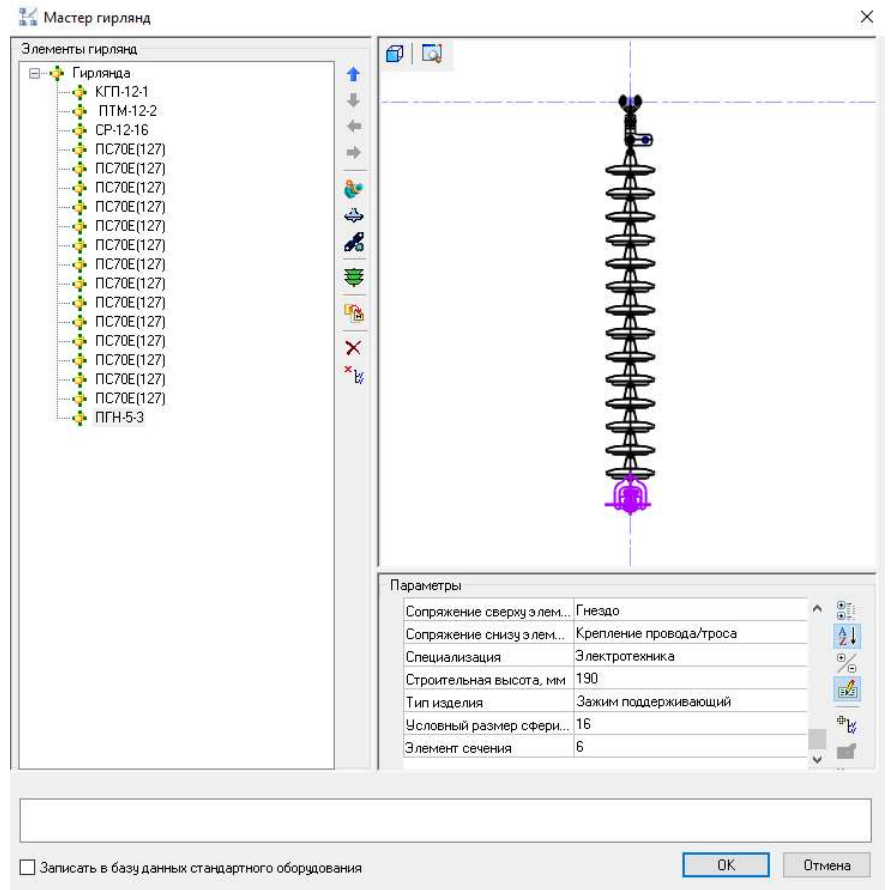 Мастер гирлянд
Элементы гирлянд
Гирлянда
КГП-12-1
ПТМ-12-2
СР-12-16
ПС70Е(127)
ПС70Е(127)
ПС70Е(127)
ПС70Е(127)
ПС70Е(127)
ПС70Е(127)
ПС70Е(127)
ПС70Е(127)
ПС70Е(127)
ПС70Е(127)
ПС70Е(127)
ПС70Е(127)
ПС70Е(127)
ПС70Е(127)
ПГН-5-3
Параметры
Сопряжение сверху элем... Гнездо
Сопряжение снизу элем... Крепление провода/троса
Специализация Электротехника
Строительная высота, мм 190
Тип изделия Зажим поддерживающий
Условный размер сфери... 16
Элемент сечения 6
Записать в базу данных стандартного оборудования
OK Отмена